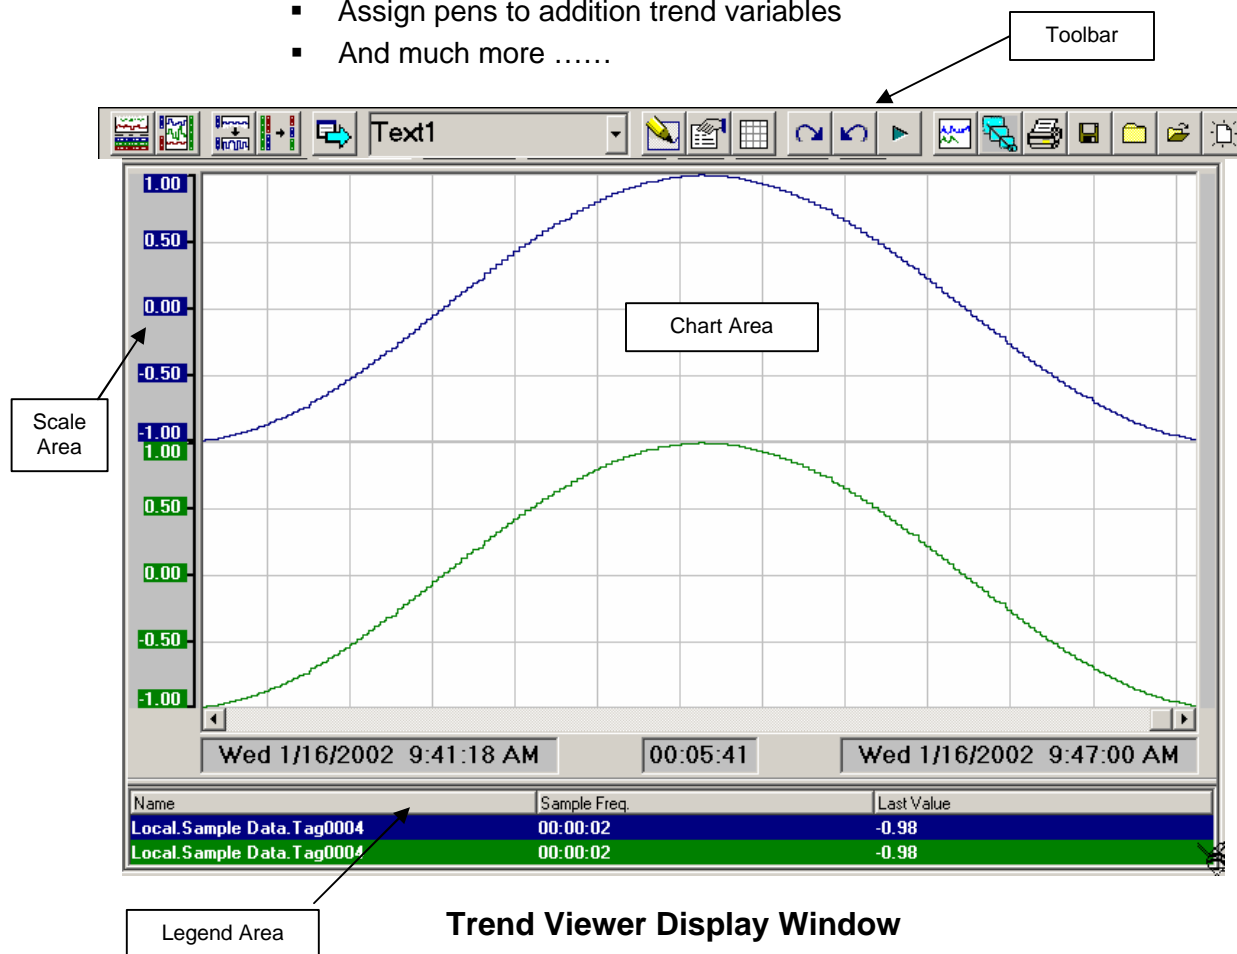 ▪ Assign pens to addition trend variables
▪ And much more ……
Toolbar
Text1
1.00
0.50
0.00
-0.50
-1.00
Chart Area
Scale
Area
1.00
0.50
0.00
-0.50
-1.00
Wed 1/16/2002 9:41:18 AM 00:05:41 Wed 1/16/2002 9:47:00 AM
Name Sample Freq. Last Value
Local.Sample Data.Tag0004 00:00:02 -0.98
Local.Sample Data.Tag0004 00:00:02 -0.98
Legend Area
Trend Viewer Display Window